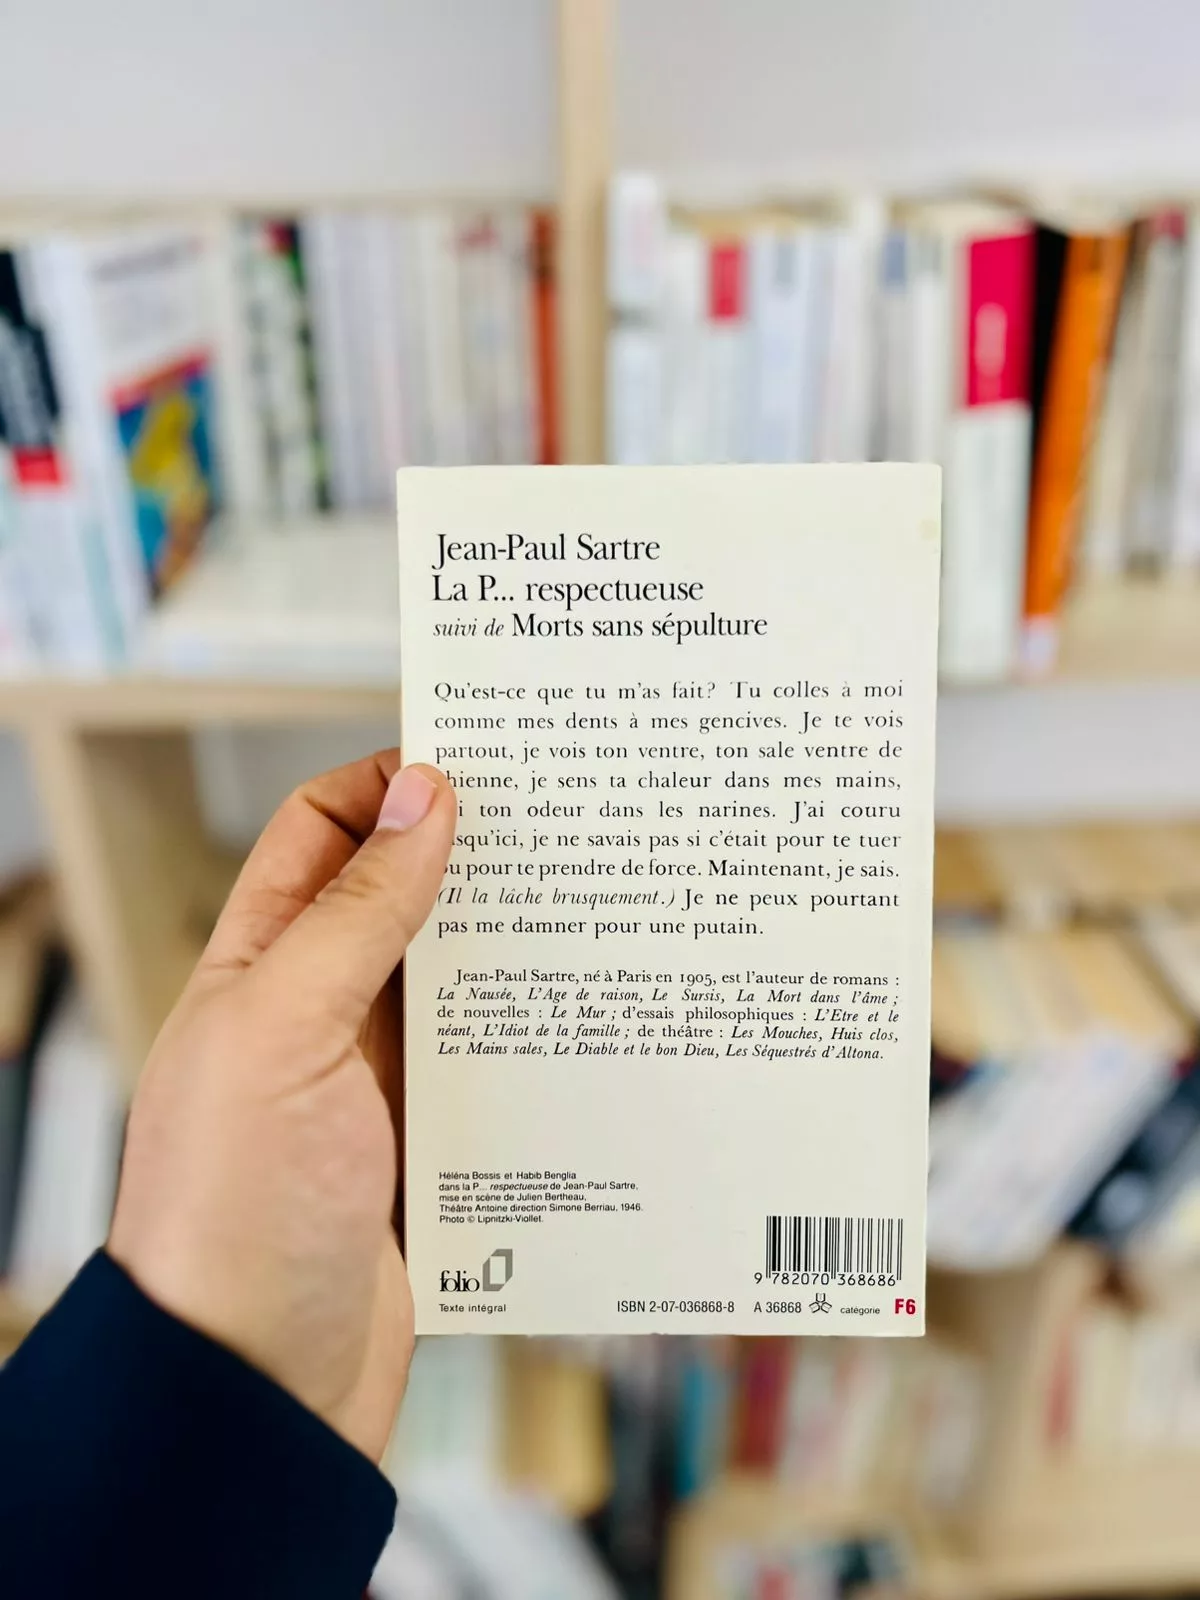 Jean-Paul Sartre
La P... respectueuse
suivi de Morts sans sépulture
Qu'est-ce que tu m'as fait? Tu colles à moi
comme mes dents à mes gencives. Je te vois
partout, je vois ton ventre, ton sale ventre de
hienne, je sens ta chaleur dans mes mains,
i ton odeur dans les narines. J'ai couru
squ'ici, je ne savais pas si c'était pour te tuer
u pour te prendre de force. Maintenant, je sais.
(Il la lâche brusquement.) Je ne peux pourtant
pas me damner pour une putain.
Jean-Paul Sartre, né à Paris en 1905, est l'auteur de romans :
La Nausée, L'Age de raison, Le Sursis, La Mort dans l'âme ;
de nouvelles : Le Mur ; d'essais philosophiques : L'Etre et le
néant, L'Idiot de la famille ; de théâtre : Les Mouches, Huis clos,
Les Mains sales, Le Diable et le bon Dieu, Les Séquestrés d'Altona.
Héléna Bossis et Habib Benglia
dans la P... respectueuse de Jean-Paul Sartre,
mise en scène de Julien Bertheau,
Théâtre Antoine direction Simone Berriau, 1946.
Photo © Lipnitzki-Viollet.
folio
Texte intégral
9 782070 368686
ISBN 2-07-036868-8 A 36868 catégorie F6